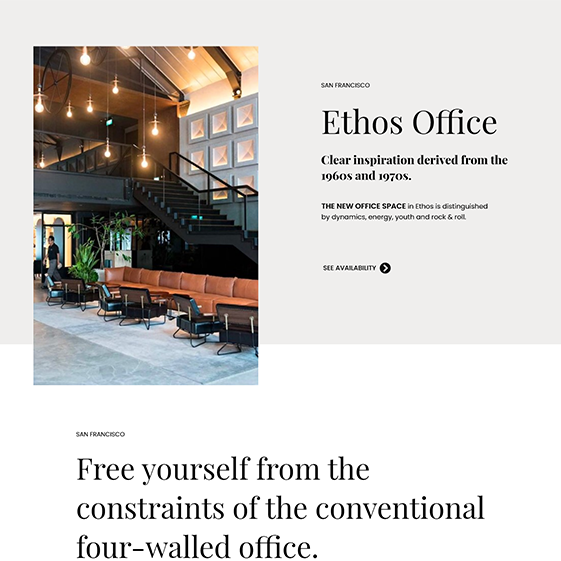 SAN FRANCISCO
Ethos Office
Clear inspiration derived from the
1960s and 1970s.
THE NEW OFFICE SPACE in Ethos is distinguished
by dynamics, energy, youth and rock & roll.
SEE AVAILABILITY
SAN FRANCISCO
Free yourself from the
constraints of the conventional
four-walled office.